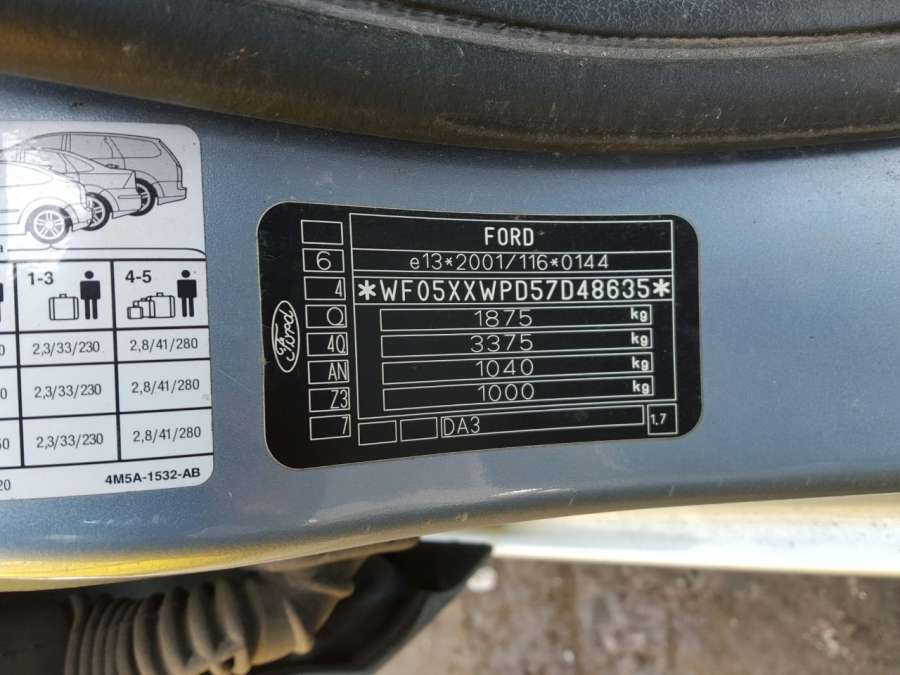 1-3 4-5
2,3/33/230 2,8/41/280
2,3/33/230 2,8/41/280
2,3/33/230 2,8/41/280
20
4M5A-1532-AB
Ford
FORD
6 e13*2001/116*0144
4 *WF05XXWPD57D48635*
Q 1875 kg
4Q 3375 kg
AN 1040 kg
Z3 1000 kg
7 DA3 1.7